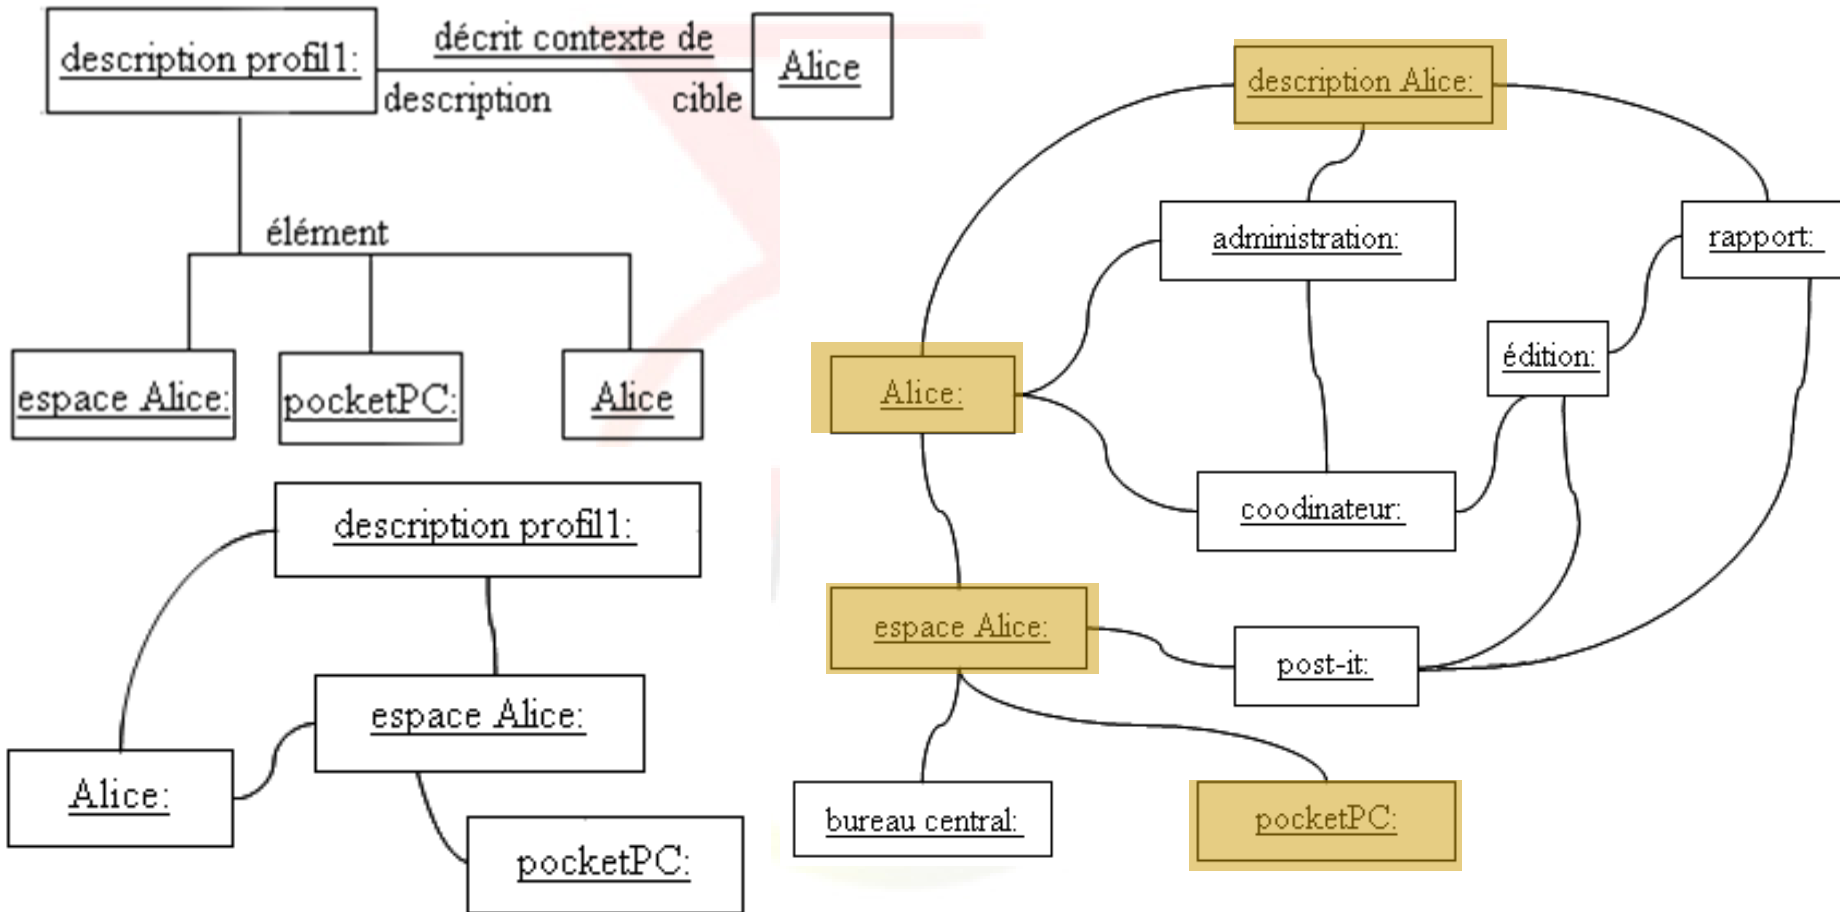 description profil1:
décrit contexte de
Alice
description
cible
élément
espace Alice:
pocketPC:
Alice
description profil1:
espace Alice:
Alice:
pocketPC:
description Alice:
administration:
rapport:
édition:
Alice:
coodinateur:
espace Alice:
post-it:
bureau central:
pocketPC: